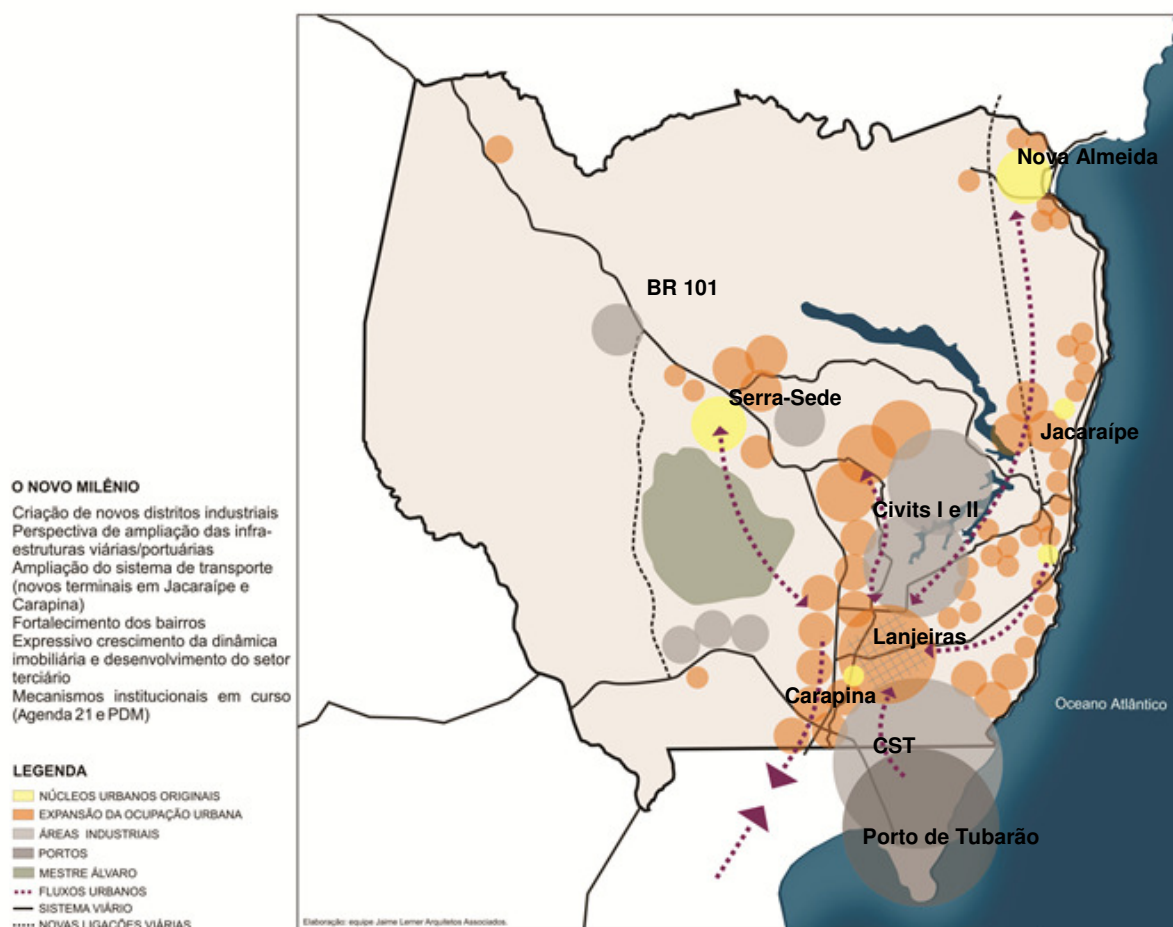 Nova Almeida
BR 101
Serra-Sede
Jacaraípe
Civits I e II
Lanjeiras
Carapina
Oceano Atlântico
CST
Porto de Tubarão
O NOVO MILÊNIO
Criação de novos distritos industriais
Perspectiva de ampliação das infra-
estruturas viárias/portuárias
Ampliação do sistema de transporte
(novos terminais em Jacaraípe e
Carapina)
Fortalecimento dos bairros
Expressivo crescimento da dinâmica
imobiliária e desenvolvimento do setor
terciário
Mecanismos institucionais em curso
(Agenda 21 e PDM)
LEGENDA
NÚCLEOS URBANOS ORIGINAIS
EXPANSÃO DA OCUPAÇÃO URBANA
ÁREAS INDUSTRIAIS
PORTOS
MESTRE ÁLVARO
FLUXOS URBANOS
SISTEMA VIÁRIO
NOVAS LIGAÇÕES VIÁRIAS
Elaboração: equipe Jaime Lerner Arquitetos Associados.